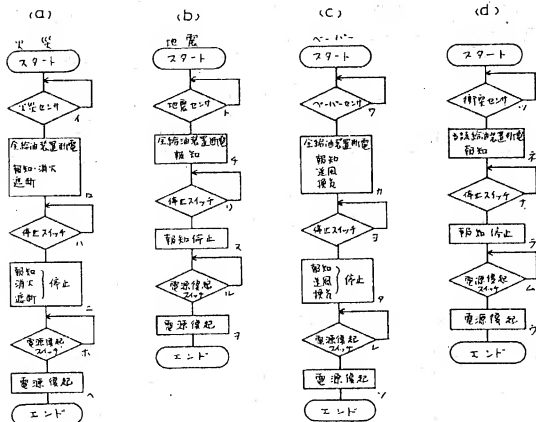 (a)
火災
スタート
火災センサ
イ
全給油装置断電
報知・消火
遮断
ロ
停止スイッチ
ハ
報知
消火
遮断
停止
ニ
電源復起
スイッチ
ホ
電源復起
ヘ
エンド
(b)
地震
スタート
地震センサ
ト
全給油装置断電
報知
チ
停止スイッチ
リ
報知停止
ヌ
電源復起
スイッチ
ル
電源復起
ヲ
エンド
(c)
ベーパー
スタート
ベーパーセンサ
ワ
全給油装置断電
報知
送風
換気
カ
停止スイッチ
ヨ
報知
送風
換気
停止
タ
電源復起
スイッチ
レ
電源復起
ソ
エンド
(d)
スタート
衝突センサ
ツ
当該給油装置断電
報知
ネ
停止スイッチ
ナ
報知停止
ラ
電源復起
スイッチ
ム
電源復起
ウ
エンド